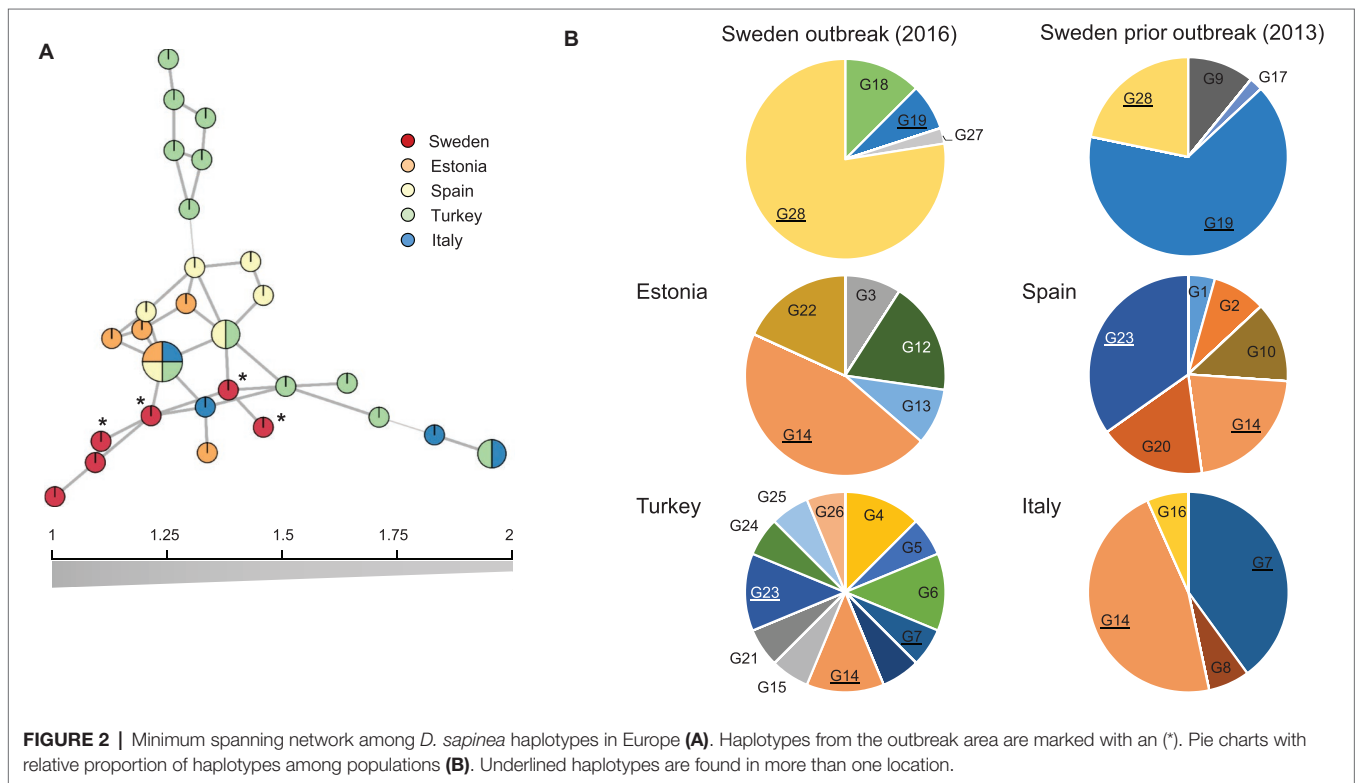 A
Sweden
Estonia
Spain
Turkey
Italy
*
*
*
*
1 1.25 1.5 1.75 2
B
Sweden outbreak (2016)
G18
G19
G27
G28
Sweden prior outbreak (2013)
G9
G17
G28
G19
Estonia
G3
G22
G12
G13
G14
Spain
G1
G2
G23
G10
G14
G20
Turkey
G25
G26
G4
G24
G5
G23
G6
G7
G21
G14
G15
Italy
G16
G7
G14
G8
FIGURE 2 | Minimum spanning network among D. sapinea haplotypes in Europe (A). Haplotypes from the outbreak area are marked with an (*). Pie charts with
relative proportion of haplotypes among populations (B). Underlined haplotypes are found in more than one location.